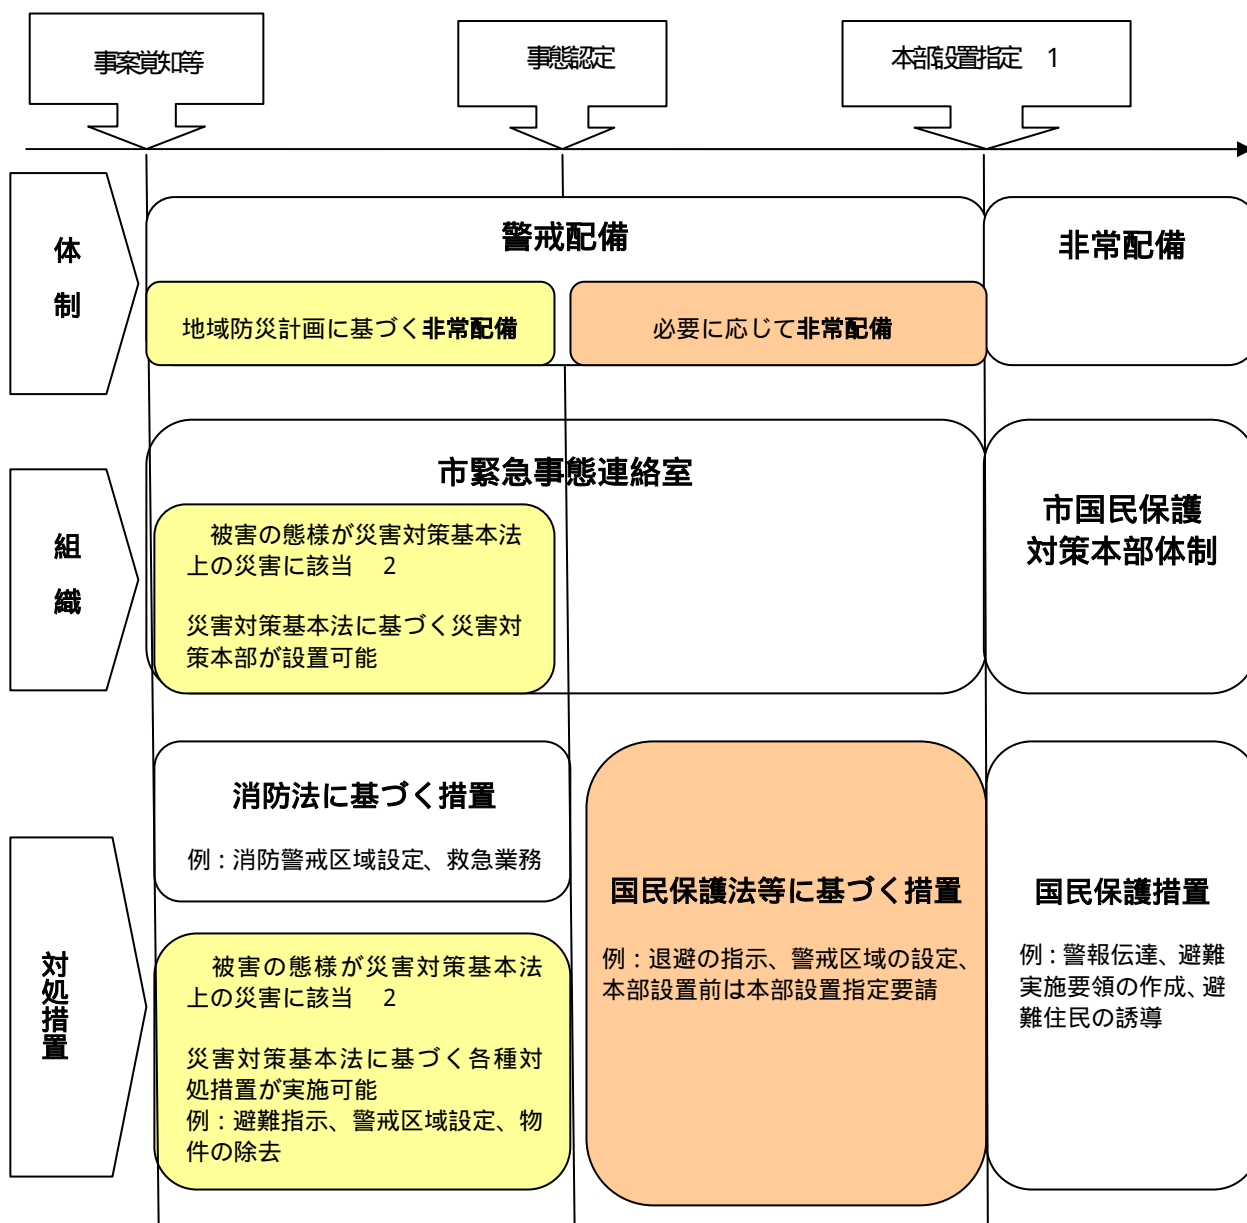 事案覚知等
事態認定
本部設置指定 1
体制
警戒配備
非常配備
地域防災計画に基づく非常配備
必要に応じて非常配備
組織
市緊急事態連絡室
被害の態様が災害対策基本法
上の災害に該当 2
災害対策基本法に基づく災害対
策本部が設置可能
市国民保護
対策本部体制
対処措置
消防法に基づく措置
例：消防警戒区域設定、救急業務
被害の態様が災害対策基本法
上の災害に該当 2
災害対策基本法に基づく各種対
処措置が実施可能
例：避難指示、警戒区域設定、物
件の除去
国民保護法等に基づく措置
例：退避の指示、警戒区域の設定、
本部設置前は本部設置指定要請
国民保護措置
例：警報伝達、避難
実施要領の作成、避
難住民の誘導